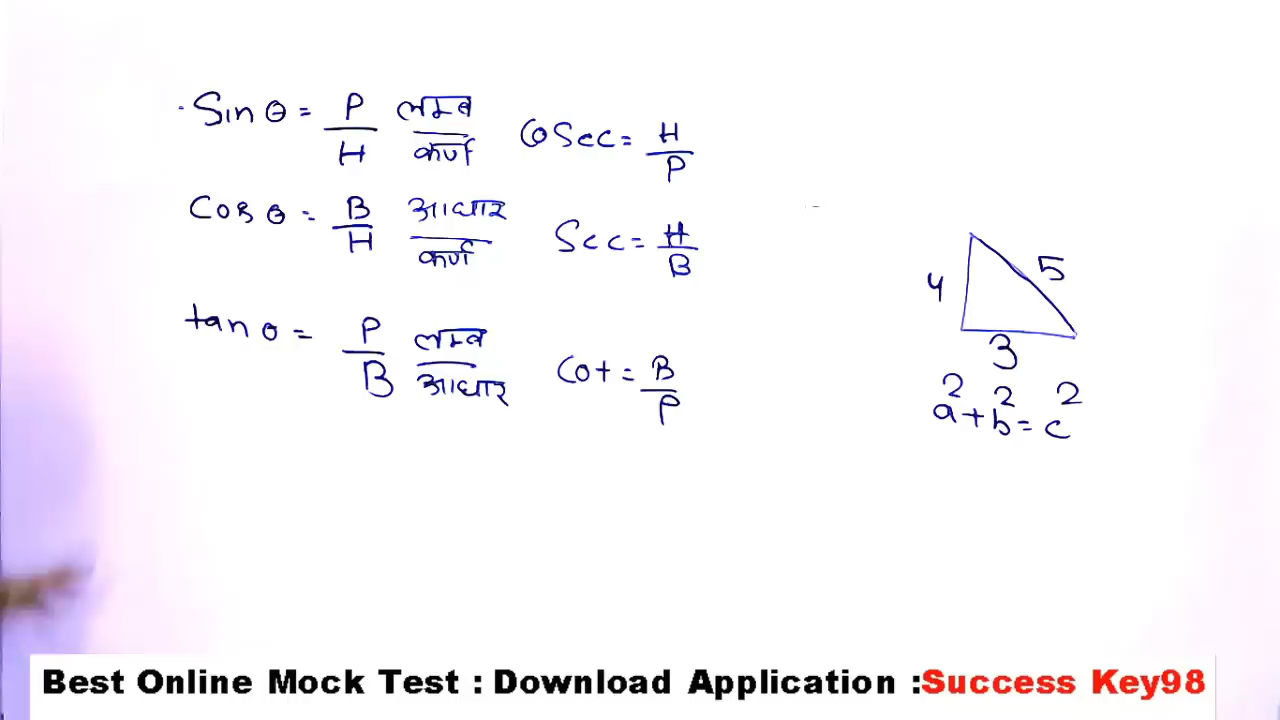 Sin θ = P/H लम्ब/कर्ण Cosec = H/P
Cos θ = B/H आधार/कर्ण Sec = H/B
tan θ = P/B लम्ब/आधार Cot = B/P
4 5
3
a² + b² = c²
Best Online Mock Test : Download Application :Success Key98